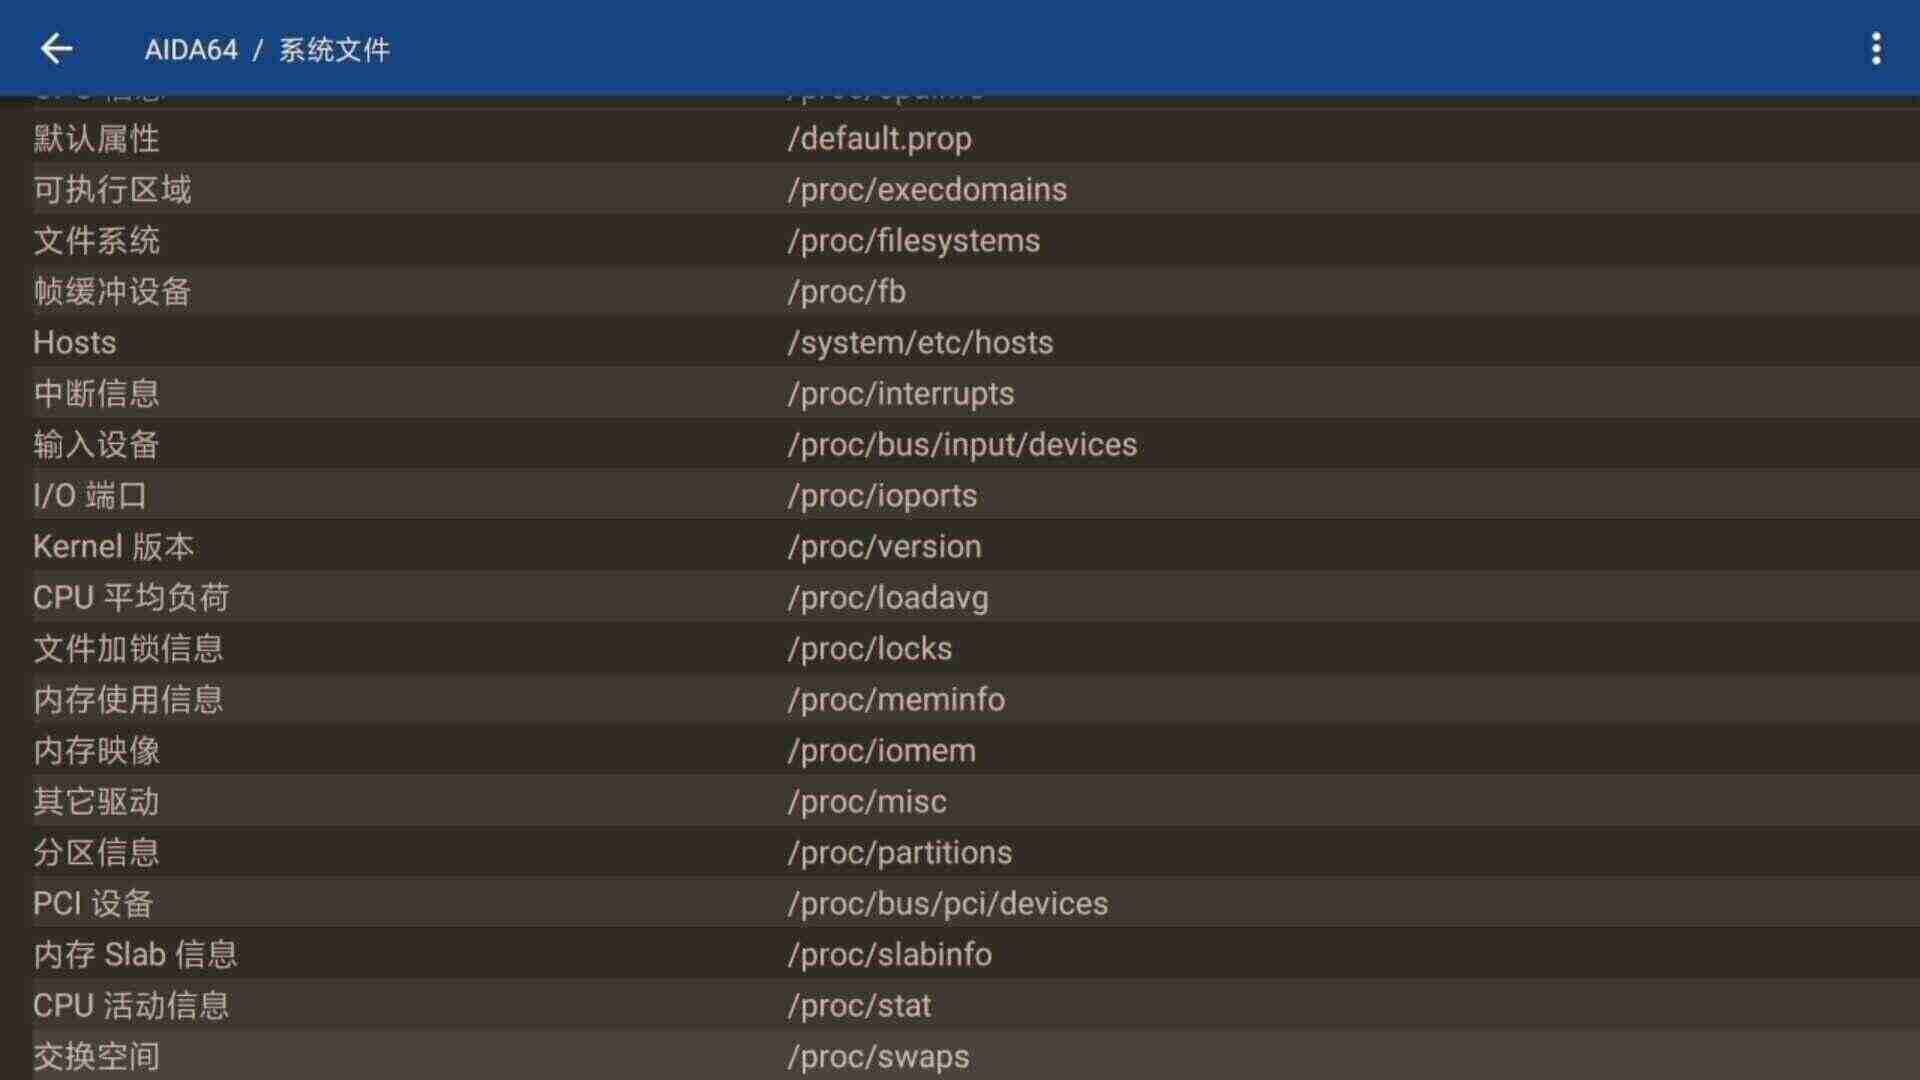 AIDA64 / 系统文件
默认属性 /default.prop
可执行区域 /proc/execdomains
文件系统 /proc/filesystems
帧缓冲设备 /proc/fb
Hosts /system/etc/hosts
中断信息 /proc/interrupts
输入设备 /proc/bus/input/devices
I/O 端口 /proc/ioports
Kernel 版本 /proc/version
CPU 平均负荷 /proc/loadavg
文件加锁信息 /proc/locks
内存使用信息 /proc/meminfo
内存映像 /proc/iomem
其它驱动 /proc/misc
分区信息 /proc/partitions
PCI 设备 /proc/bus/pci/devices
内存 Slab 信息 /proc/slabinfo
CPU 活动信息 /proc/stat
交换空间 /proc/swaps